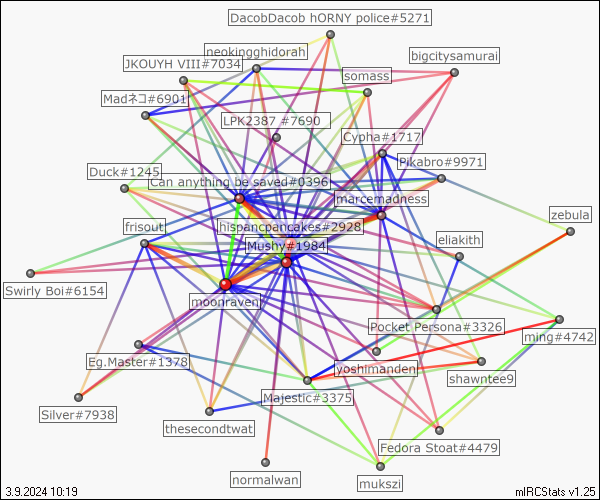 DacobDacob hORNY police#5271
neokingghidorah
bigcitysamurai
JKOUYH VIII#7034
somass
Madネコ#6901
LPK2387 #7690
Cypha#1717
Pikabro#9971
Duck#1245
Can anything be saved#0396
marcemadness
zebula
frisout
hispancpancakes#2928
eliakith
Mushy#1984
Swirly Boi#6154
moonraven
Pocket Persona#3326
ming#4742
Eg.Master#1378
yoshimanden
shawntee9
Majestic#3375
Silver#7938
thesecondtwat
Fedora Stoat#4479
normalwan
mukszi
3.9.2024 10:19
mIRCStats v1.25